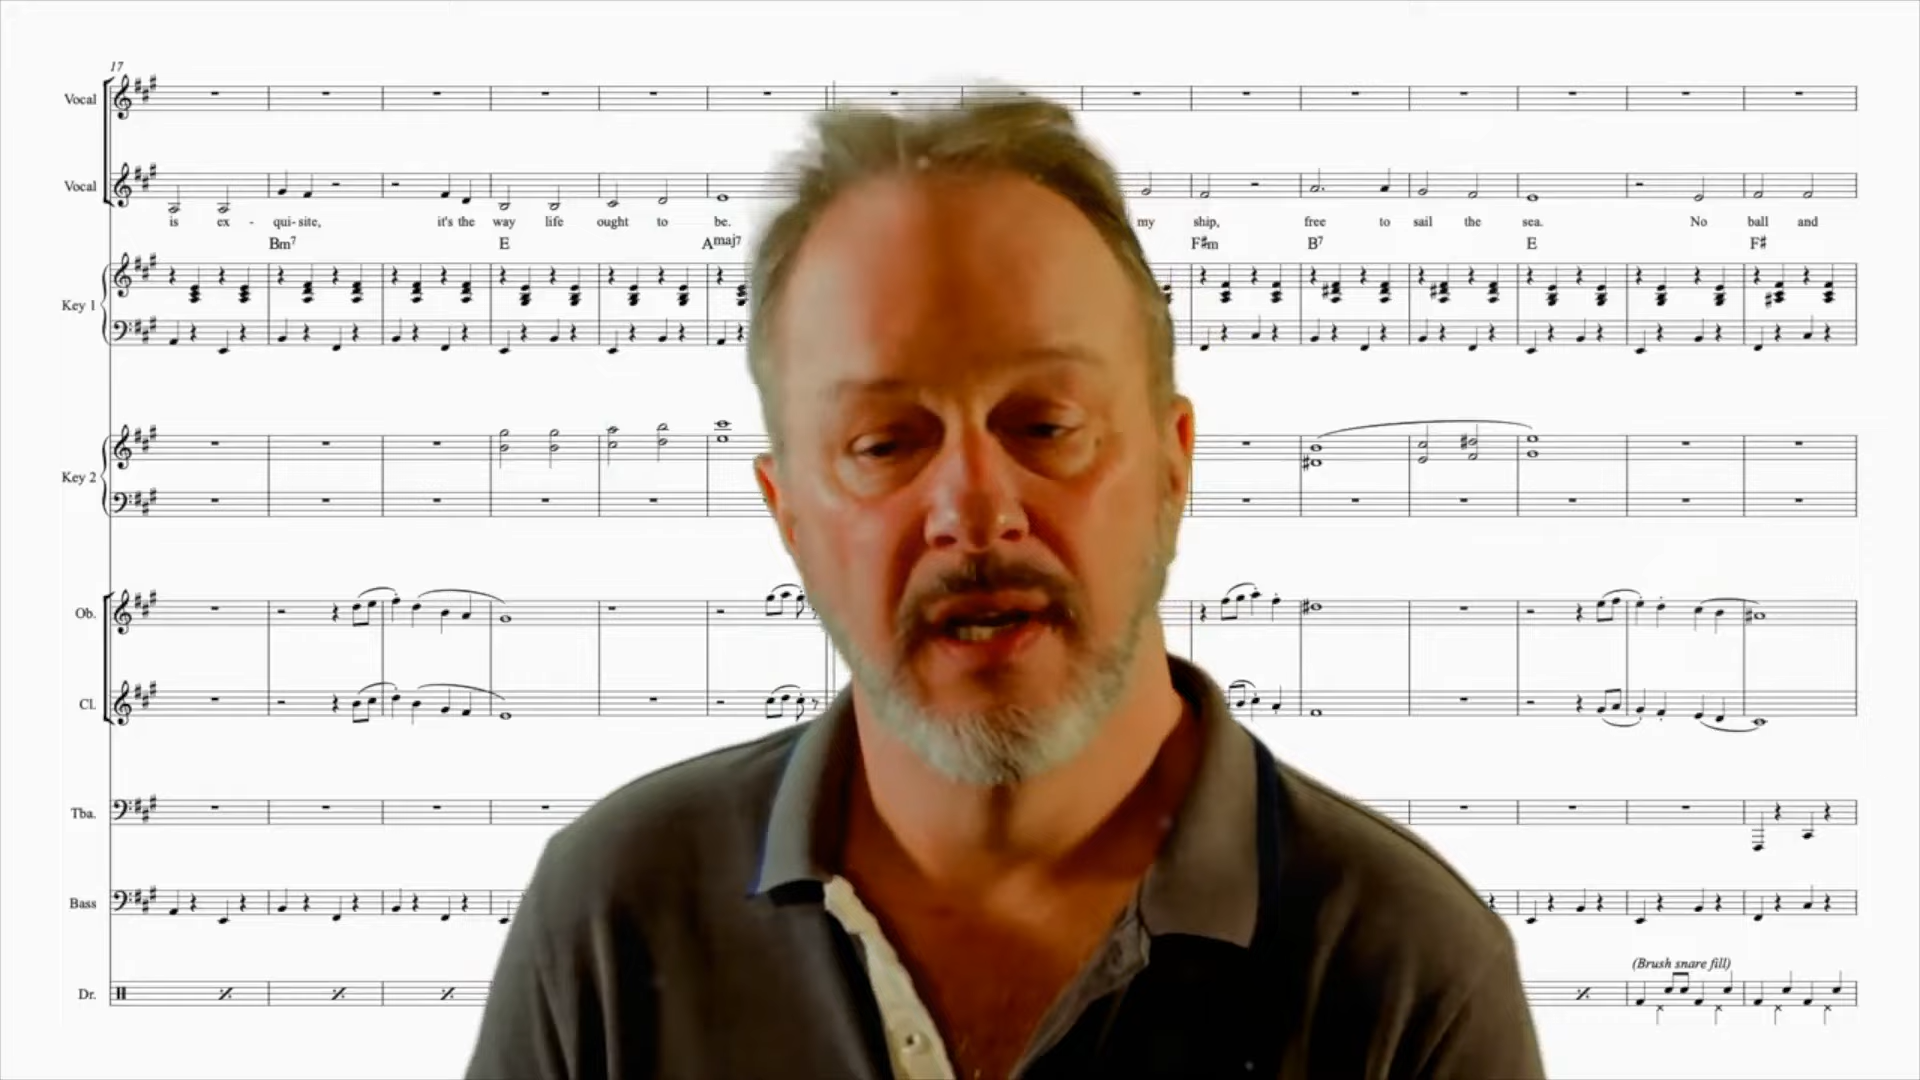 17
Vocal
Vocal
is ex - qui- site, it's the way life ought to be. my ship, free to sail the sea. No ball and
Bm7 E Amaj7 F♯m B7 E F♯
Key 1
Key 2
Ob.
Cl.
Tba.
Bass
(Brush snare fill)
Dr.